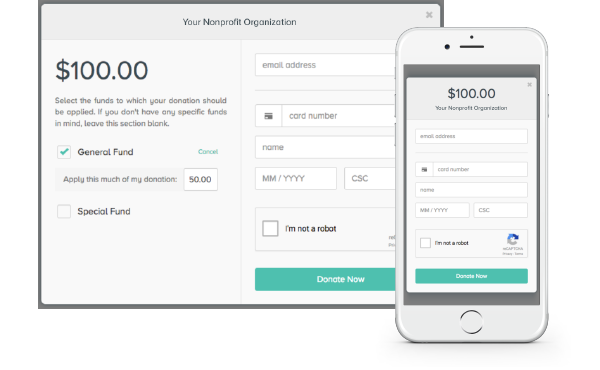 Your Nonprofit Organization
$100.00
Select the funds to which your donation should
be applied. If you don't have any specific funds
in mind, leave this section blank.
General Fund
Cancel
Apply this much of my donation:
50.00
Special Fund
email address
card number
name
MM / YYYY
CSC
I'm not a robot
Donate Now
$100.00
Your Nonprofit Organization
email address
card number
name
MM / YYYY
CSC
I'm not a robot
reCAPTCHA
Privacy - Terms
Donate Now